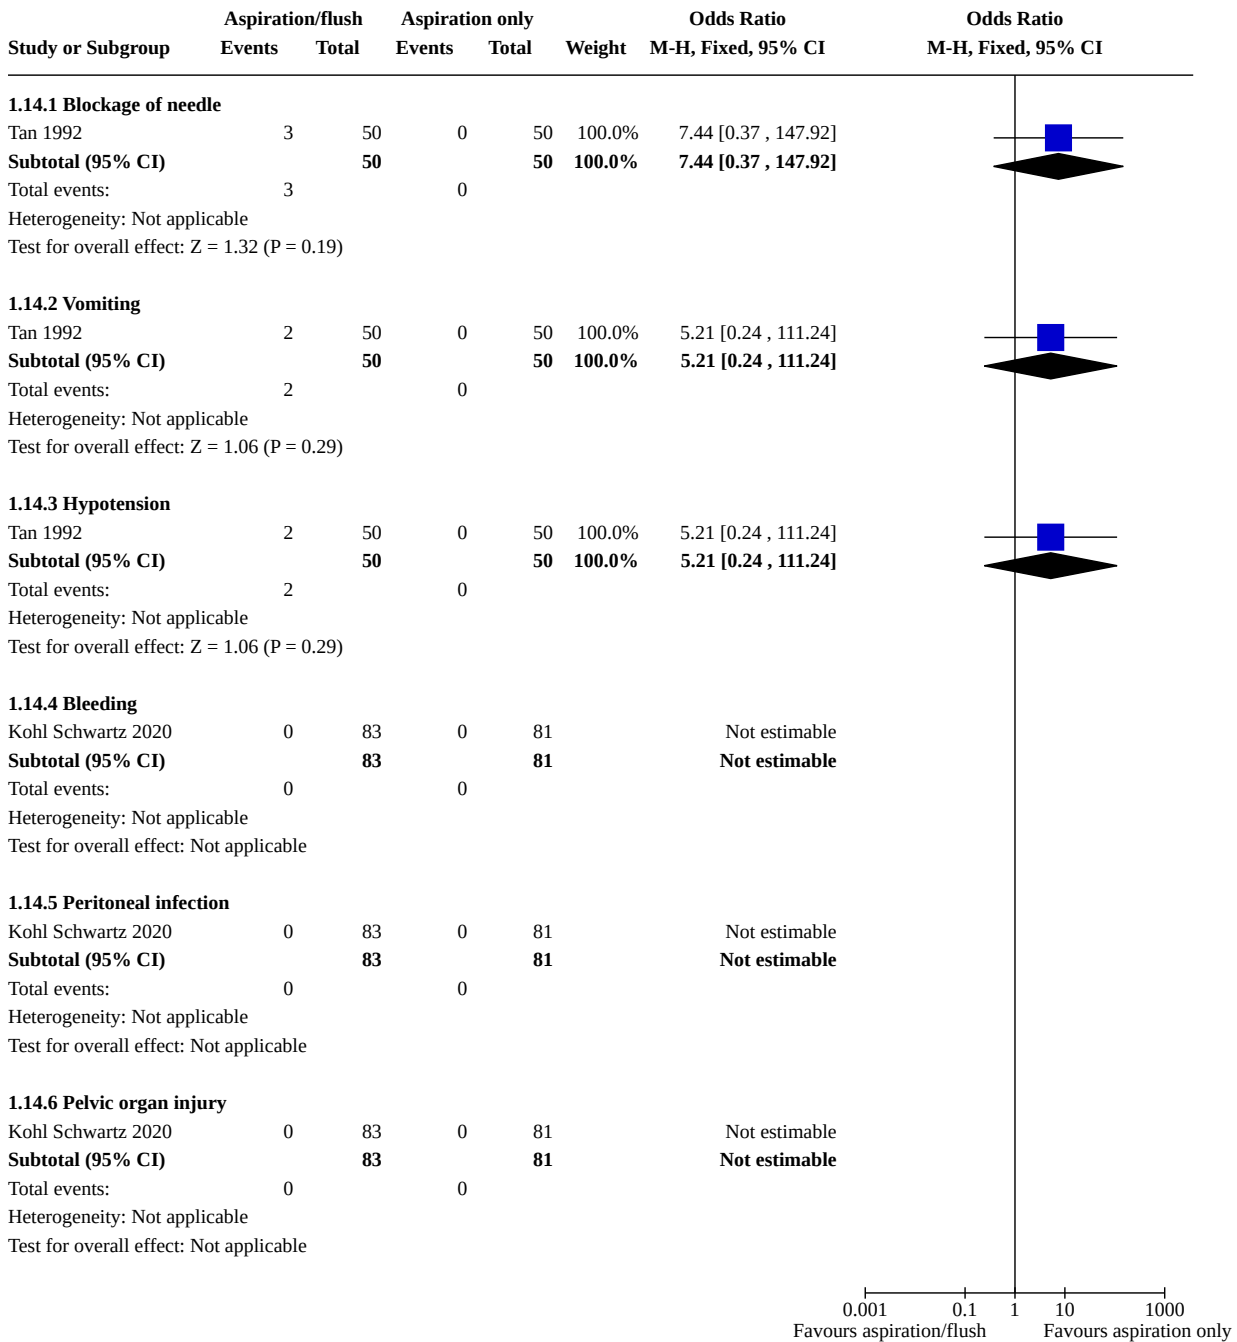 Aspiration/flush Aspiration only Odds Ratio Odds Ratio
Study or Subgroup Events Total Events Total Weight M-H, Fixed, 95% CI M-H, Fixed, 95% CI
1.14.1 Blockage of needle
Tan 1992 3 50 0 50 100.0% 7.44 [0.37 , 147.92]
Subtotal (95% CI) 50 50 100.0% 7.44 [0.37 , 147.92]
Total events: 3 0
Heterogeneity: Not applicable
Test for overall effect: Z = 1.32 (P = 0.19)
1.14.2 Vomiting
Tan 1992 2 50 0 50 100.0% 5.21 [0.24 , 111.24]
Subtotal (95% CI) 50 50 100.0% 5.21 [0.24 , 111.24]
Total events: 2 0
Heterogeneity: Not applicable
Test for overall effect: Z = 1.06 (P = 0.29)
1.14.3 Hypotension
Tan 1992 2 50 0 50 100.0% 5.21 [0.24 , 111.24]
Subtotal (95% CI) 50 50 100.0% 5.21 [0.24 , 111.24]
Total events: 2 0
Heterogeneity: Not applicable
Test for overall effect: Z = 1.06 (P = 0.29)
1.14.4 Bleeding
Kohl Schwartz 2020 0 83 0 81 Not estimable
Subtotal (95% CI) 83 81 Not estimable
Total events: 0 0
Heterogeneity: Not applicable
Test for overall effect: Not applicable
1.14.5 Peritoneal infection
Kohl Schwartz 2020 0 83 0 81 Not estimable
Subtotal (95% CI) 83 81 Not estimable
Total events: 0 0
Heterogeneity: Not applicable
Test for overall effect: Not applicable
1.14.6 Pelvic organ injury
Kohl Schwartz 2020 0 83 0 81 Not estimable
Subtotal (95% CI) 83 81 Not estimable
Total events: 0 0
Heterogeneity: Not applicable
Test for overall effect: Not applicable
0.001 0.1 1 10 1000
Favours aspiration/flush Favours aspiration only